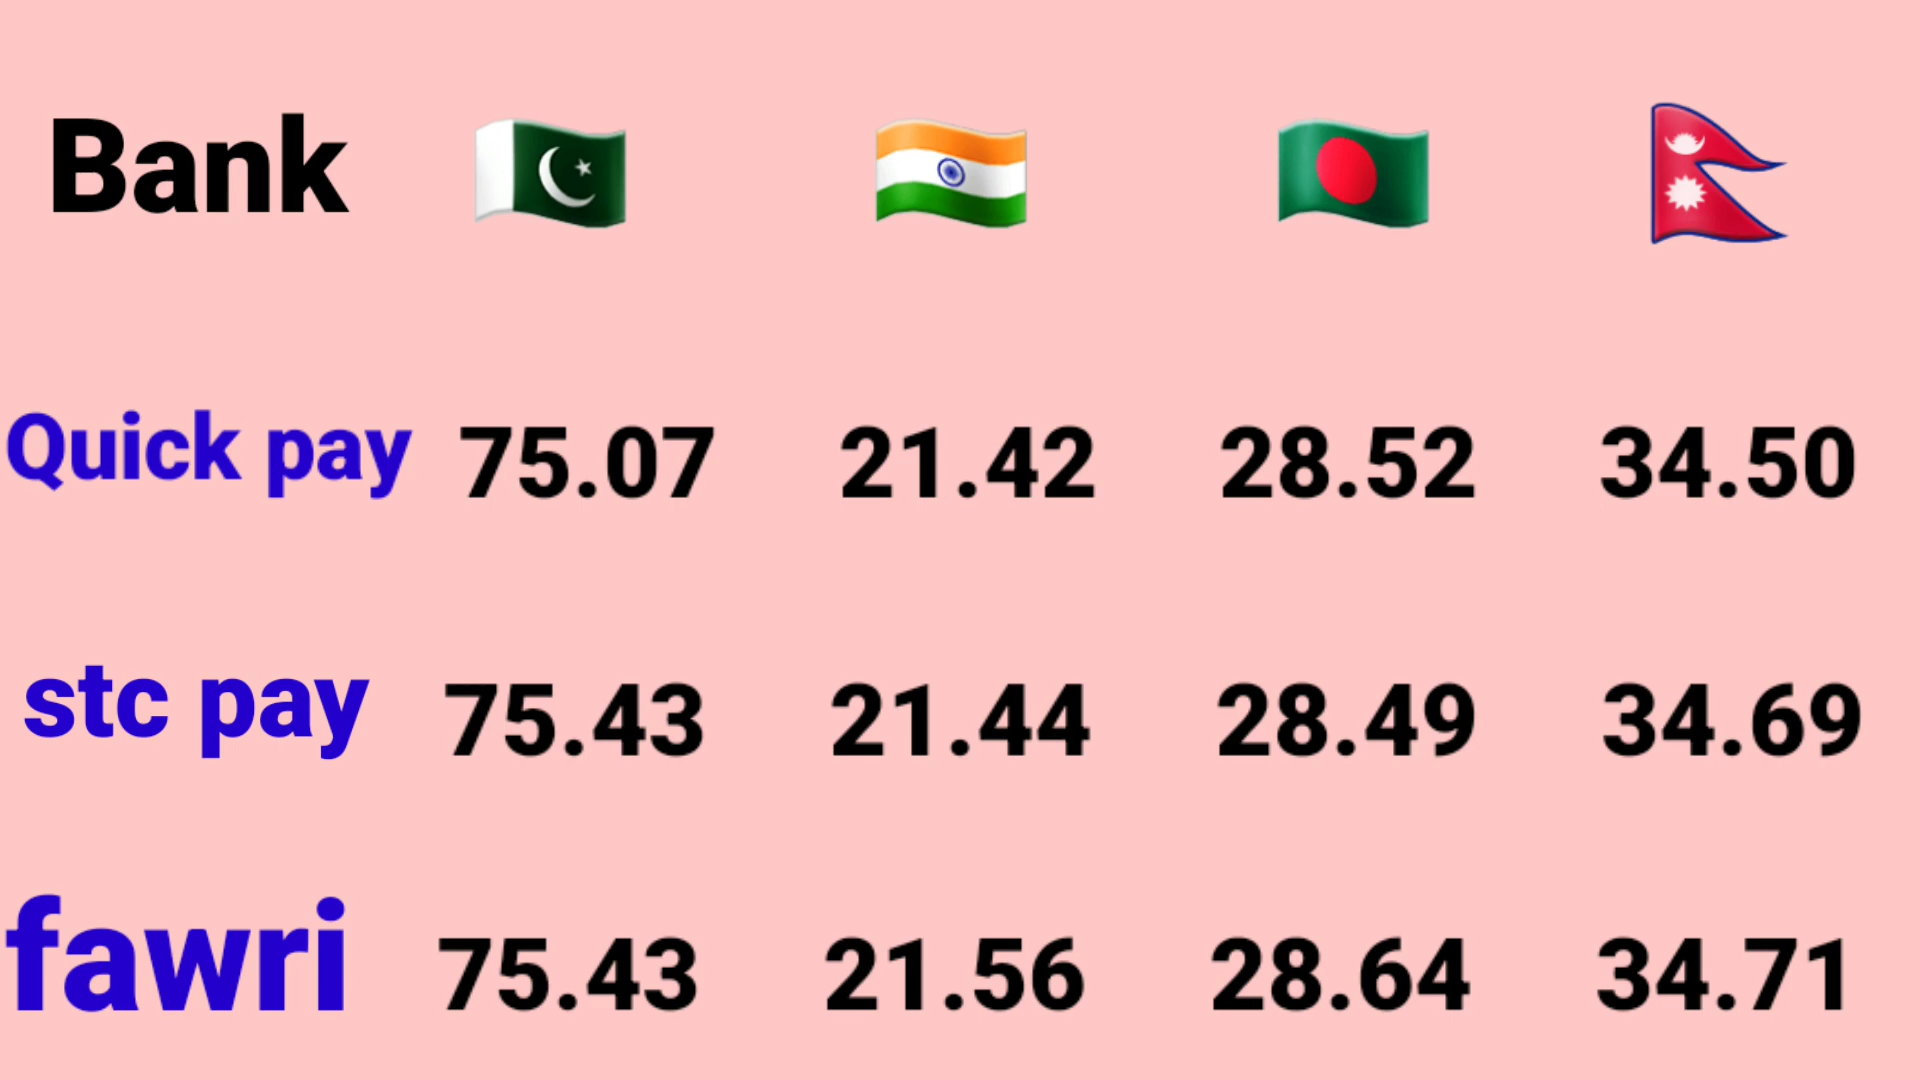 Bank
Quick pay 75.07 21.42 28.52 34.50
stc pay 75.43 21.44 28.49 34.69
fawri 75.43 21.56 28.64 34.71